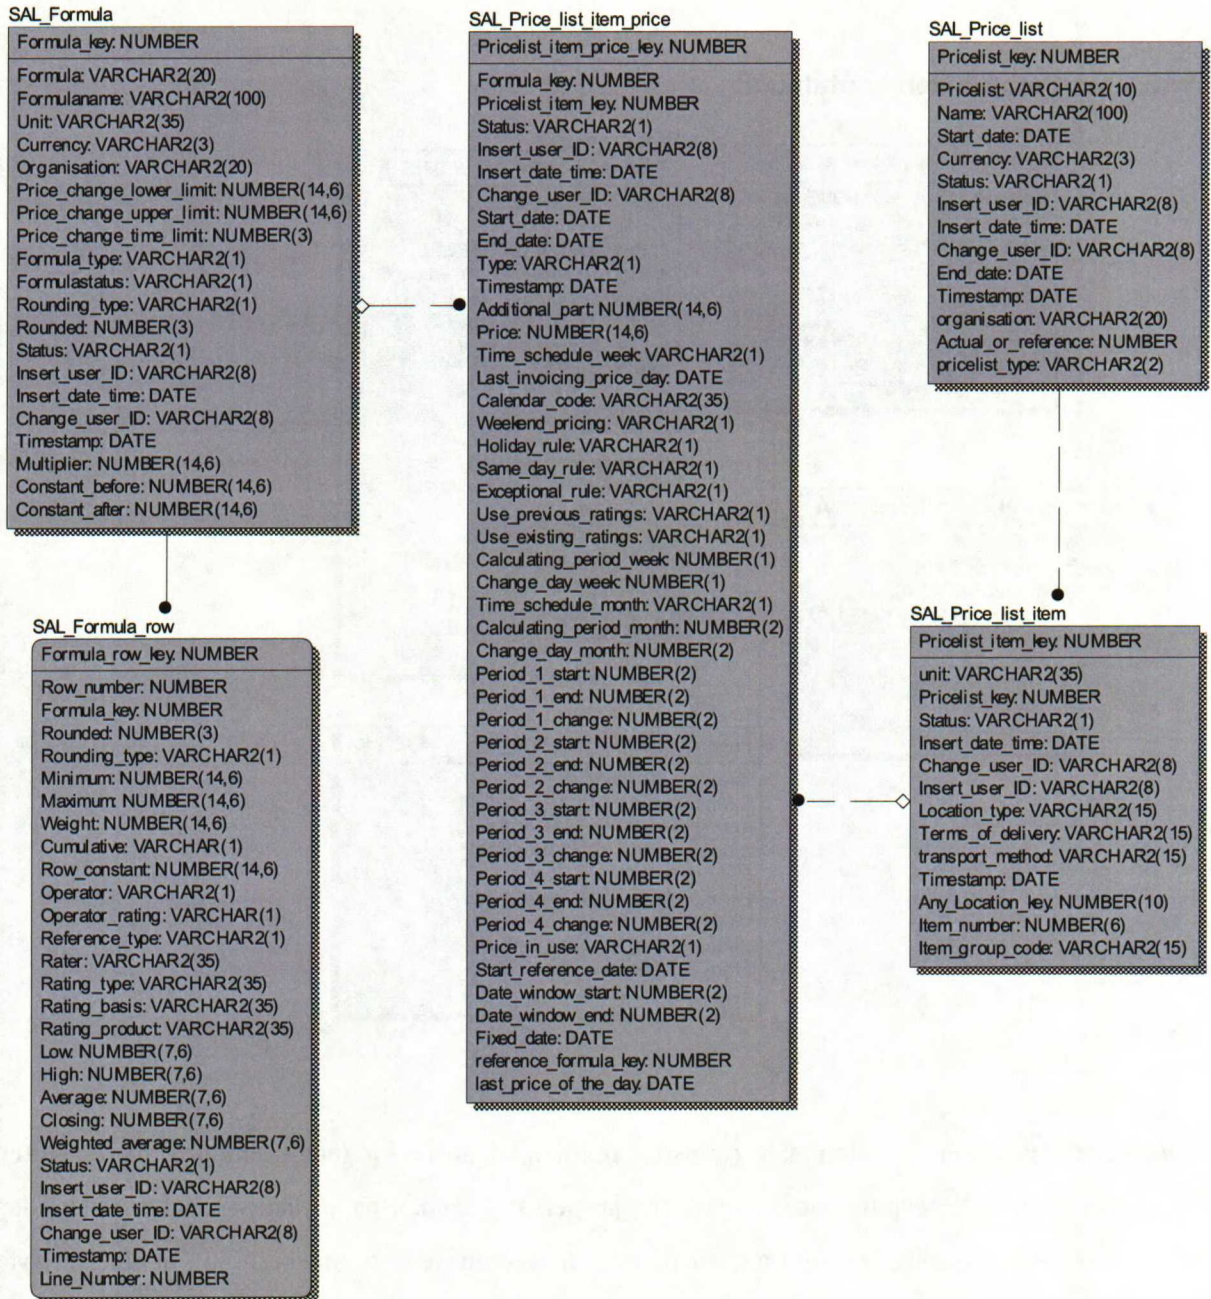 SAL_Formula
Formula_key: NUMBER
Formula: VARCHAR2(20)
Formulaname: VARCHAR2(100)
Unit: VARCHAR2(35)
Currency: VARCHAR2(3)
Organisation: VARCHAR2(20)
Price_change_lower_limit: NUMBER(14,6)
Price_change_upper_limit: NUMBER(14,6)
Price_change_time_limit: NUMBER(3)
Formula_type: VARCHAR2(1)
Formulastatus: VARCHAR2(1)
Rounding_type: VARCHAR2(1)
Rounded: NUMBER(3)
Status: VARCHAR2(1)
Insert_user_ID: VARCHAR2(8)
Insert_date_time: DATE
Change_user_ID: VARCHAR2(8)
Timestamp: DATE
Multiplier: NUMBER(14,6)
Constant_before: NUMBER(14,6)
Constant_after: NUMBER(14,6)
SAL_Formula_row
Formula_row_key: NUMBER
Row_number: NUMBER
Formula_key: NUMBER
Rounded: NUMBER(3)
Rounding_type: VARCHAR2(1)
Minimum: NUMBER(14,6)
Maximum: NUMBER(14,6)
Weight: NUMBER(14,6)
Cumulative: VARCHAR(1)
Row_constant: NUMBER(14,6)
Operator: VARCHAR2(1)
Operator_rating: VARCHAR(1)
Reference_type: VARCHAR2(1)
Rater: VARCHAR2(35)
Rating_type: VARCHAR2(35)
Rating_basis: VARCHAR2(35)
Rating_product: VARCHAR2(35)
Low: NUMBER(7,6)
High: NUMBER(7,6)
Average: NUMBER(7,6)
Closing: NUMBER(7,6)
Weighted_average: NUMBER(7,6)
Status: VARCHAR2(1)
Insert_user_ID: VARCHAR2(8)
Insert_date_time: DATE
Change_user_ID: VARCHAR2(8)
Timestamp: DATE
Line_Number: NUMBER
SAL_Price_list_item_price
Pricelist_item_price_key: NUMBER
Formula_key: NUMBER
Pricelist_item_key: NUMBER
Status: VARCHAR2(1)
Insert_user_ID: VARCHAR2(8)
Insert_date_time: DATE
Change_user_ID: VARCHAR2(8)
Start_date: DATE
End_date: DATE
Type: VARCHAR2(1)
Timestamp: DATE
Additional_part: NUMBER(14,6)
Price: NUMBER(14,6)
Time_schedule_week: VARCHAR2(1)
Last_invoicing_price_day: DATE
Calendar_code: VARCHAR2(35)
Weekend_pricing: VARCHAR2(1)
Holiday_rule: VARCHAR2(1)
Same_day_rule: VARCHAR2(1)
Exceptional_rule: VARCHAR2(1)
Use_previous_ratings: VARCHAR2(1)
Use_existing_ratings: VARCHAR2(1)
Calculating_period_week: NUMBER(1)
Change_day_week: NUMBER(1)
Time_schedule_month: VARCHAR2(1)
Calculating_period_month: NUMBER(2)
Change_day_month: NUMBER(2)
Period_1_start: NUMBER(2)
Period_1_end: NUMBER(2)
Period_1_change: NUMBER(2)
Period_2_start: NUMBER(2)
Period_2_end: NUMBER(2)
Period_2_change: NUMBER(2)
Period_3_start: NUMBER(2)
Period_3_end: NUMBER(2)
Period_3_change: NUMBER(2)
Period_4_start: NUMBER(2)
Period_4_end: NUMBER(2)
Period_4_change: NUMBER(2)
Price_in_use: VARCHAR2(1)
Start_reference_date: DATE
Date_window_start: NUMBER(2)
Date_window_end: NUMBER(2)
Fixed_date: DATE
reference_formula_key: NUMBER
last_price_of_the_day: DATE
SAL_Price_list
Pricelist_key: NUMBER
Pricelist: VARCHAR2(10)
Name: VARCHAR2(100)
Start_date: DATE
Currency: VARCHAR2(3)
Status: VARCHAR2(1)
Insert_user_ID: VARCHAR2(8)
Insert_date_time: DATE
Change_user_ID: VARCHAR2(8)
End_date: DATE
Timestamp: DATE
organisation: VARCHAR2(20)
Actual_or_reference: NUMBER
pricelist_type: VARCHAR2(2)
SAL_Price_list_item
Pricelist_item_key: NUMBER
unit: VARCHAR2(35)
Pricelist_key: NUMBER
Status: VARCHAR2(1)
Insert_date_time: DATE
Change_user_ID: VARCHAR2(8)
Insert_user_ID: VARCHAR2(8)
Location_type: VARCHAR2(15)
Terms_of_delivery: VARCHAR2(15)
transport_method: VARCHAR2(15)
Timestamp: DATE
Any_Location_key: NUMBER(10)
Item_number: NUMBER(6)
Item_group_code: VARCHAR2(15)